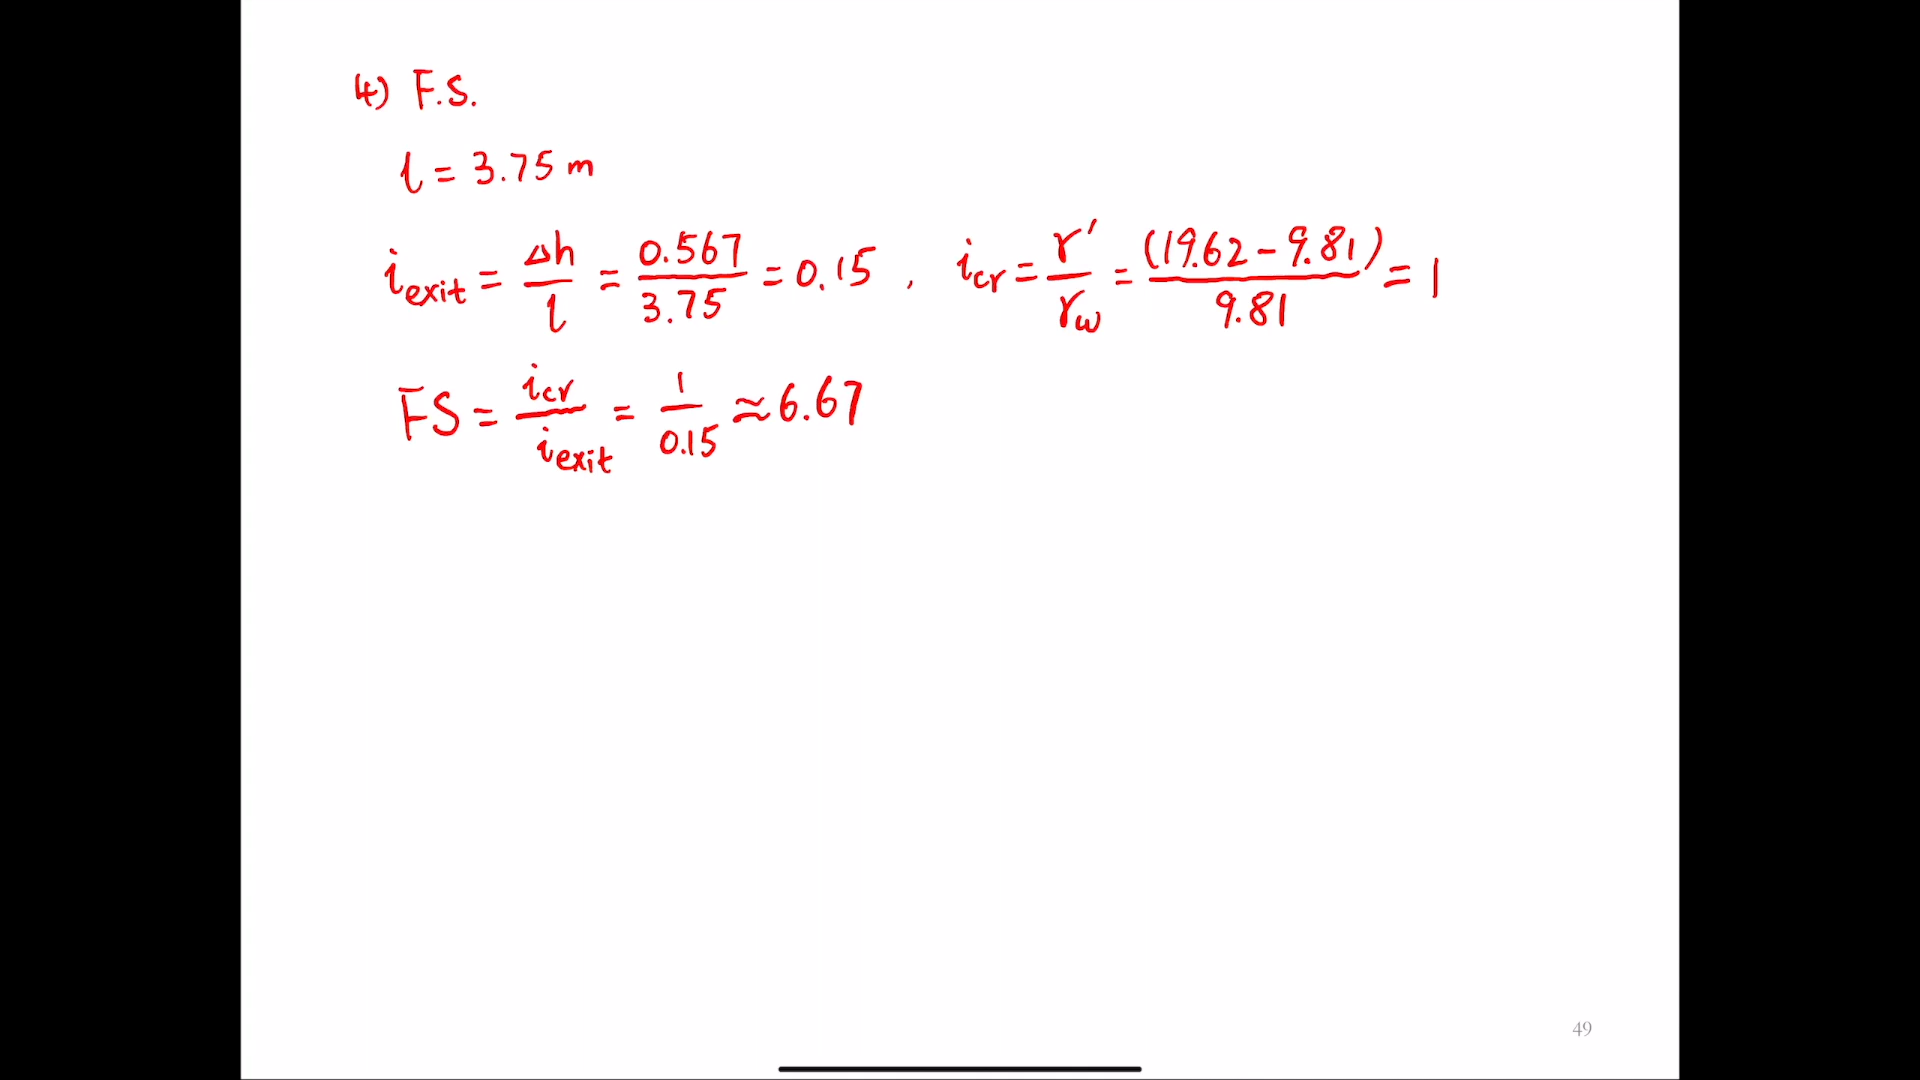 4) F.S.
l = 3.75 m
i_exit = Δh / l = 0.567 / 3.75 = 0.15 , i_cr = γ' / γ_w = (19.62 - 9.81) / 9.81 = 1
FS = i_cr / i_exit = 1 / 0.15 ≈ 6.67
49